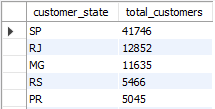 customer_state total_customers
SP 41746
RJ 12852
MG 11635
RS 5466
PR 5045